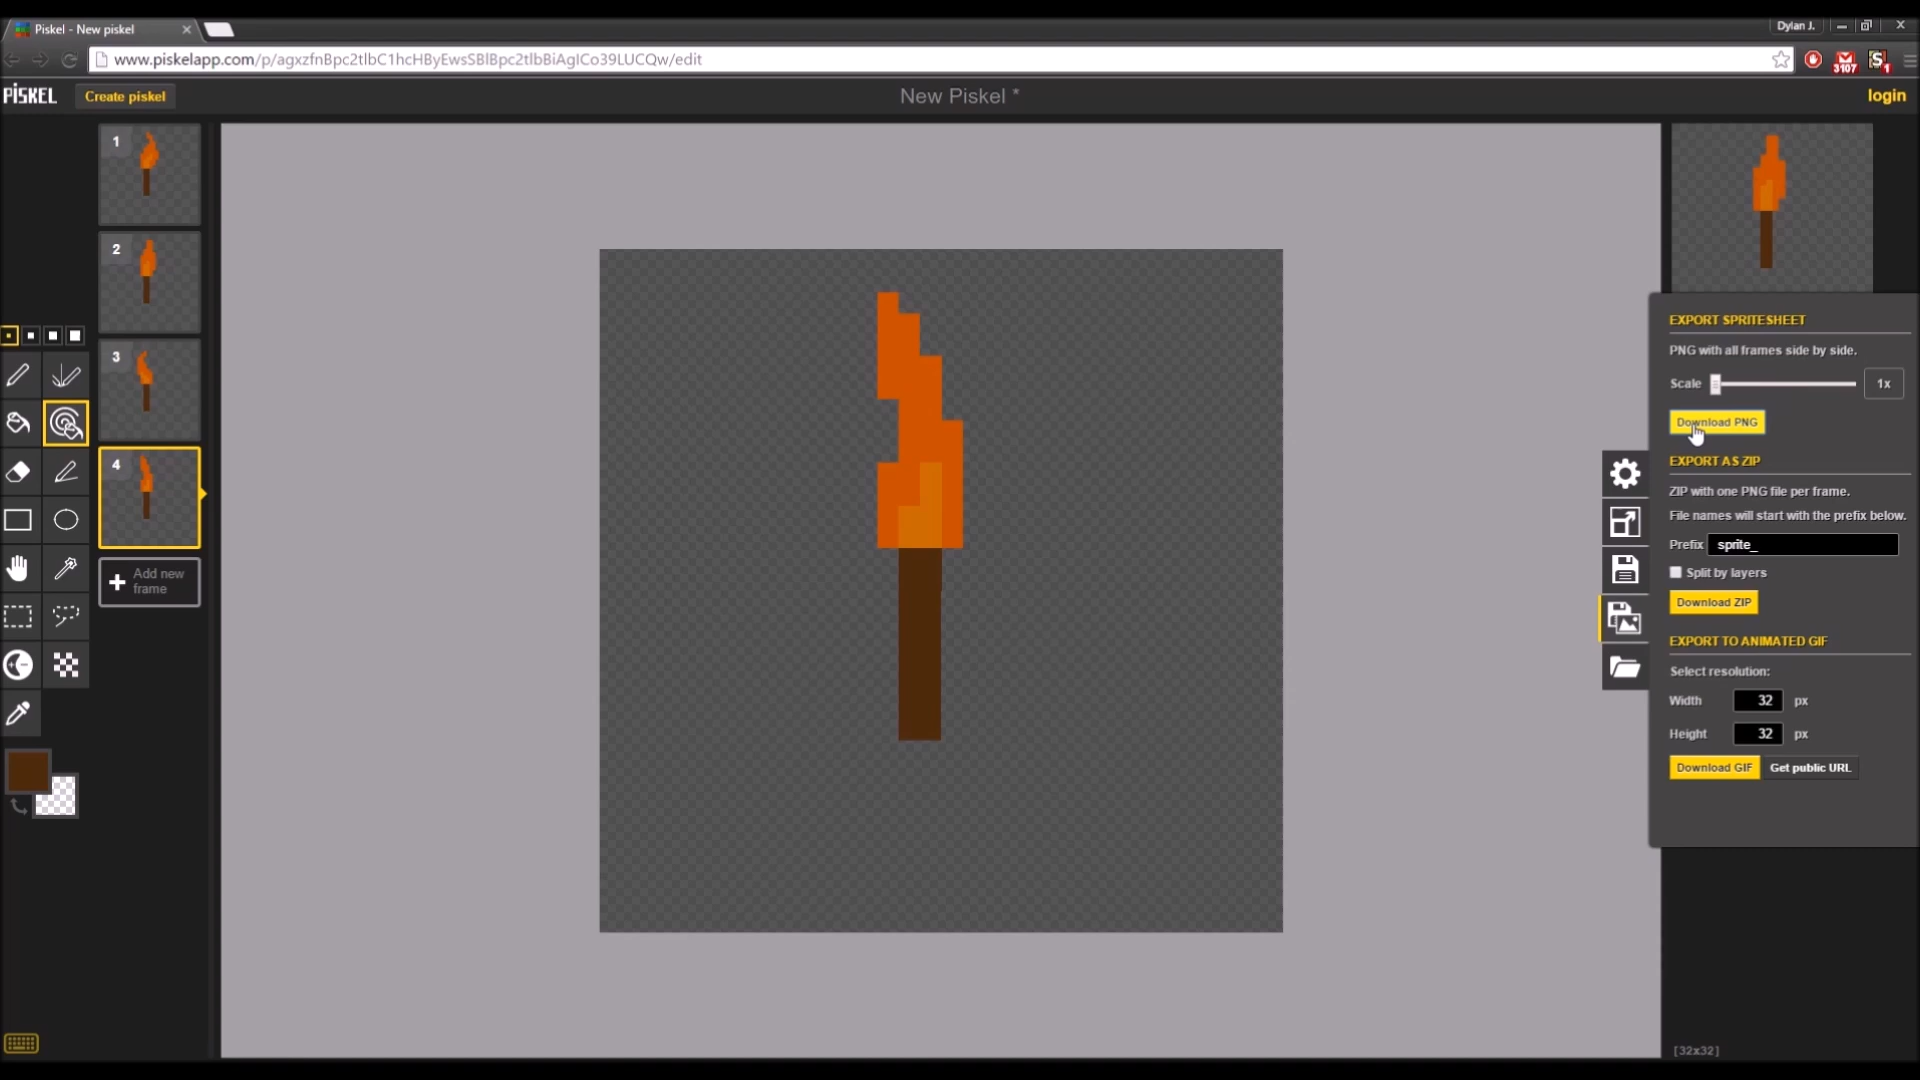 Piskel - New piskel
Dylan J.
www.piskelapp.com/p/agxzfnBpc2tlbC1hcHByEwsSBlBpc2tlbBiAgICo39LUCQw/edit
3107
S
1
PiSKEL
Create piskel
New Piskel *
login
1
2
3
4
Add new
frame
EXPORT SPRITESHEET
PNG with all frames side by side.
Scale
1x
Download PNG
EXPORT AS ZIP
ZIP with one PNG file per frame.
File names will start with the prefix below.
Prefix
sprite_
Split by layers
Download ZIP
EXPORT TO ANIMATED GIF
Select resolution:
Width
32
px
Height
32
px
Download GIF
Get public URL
[32x32]